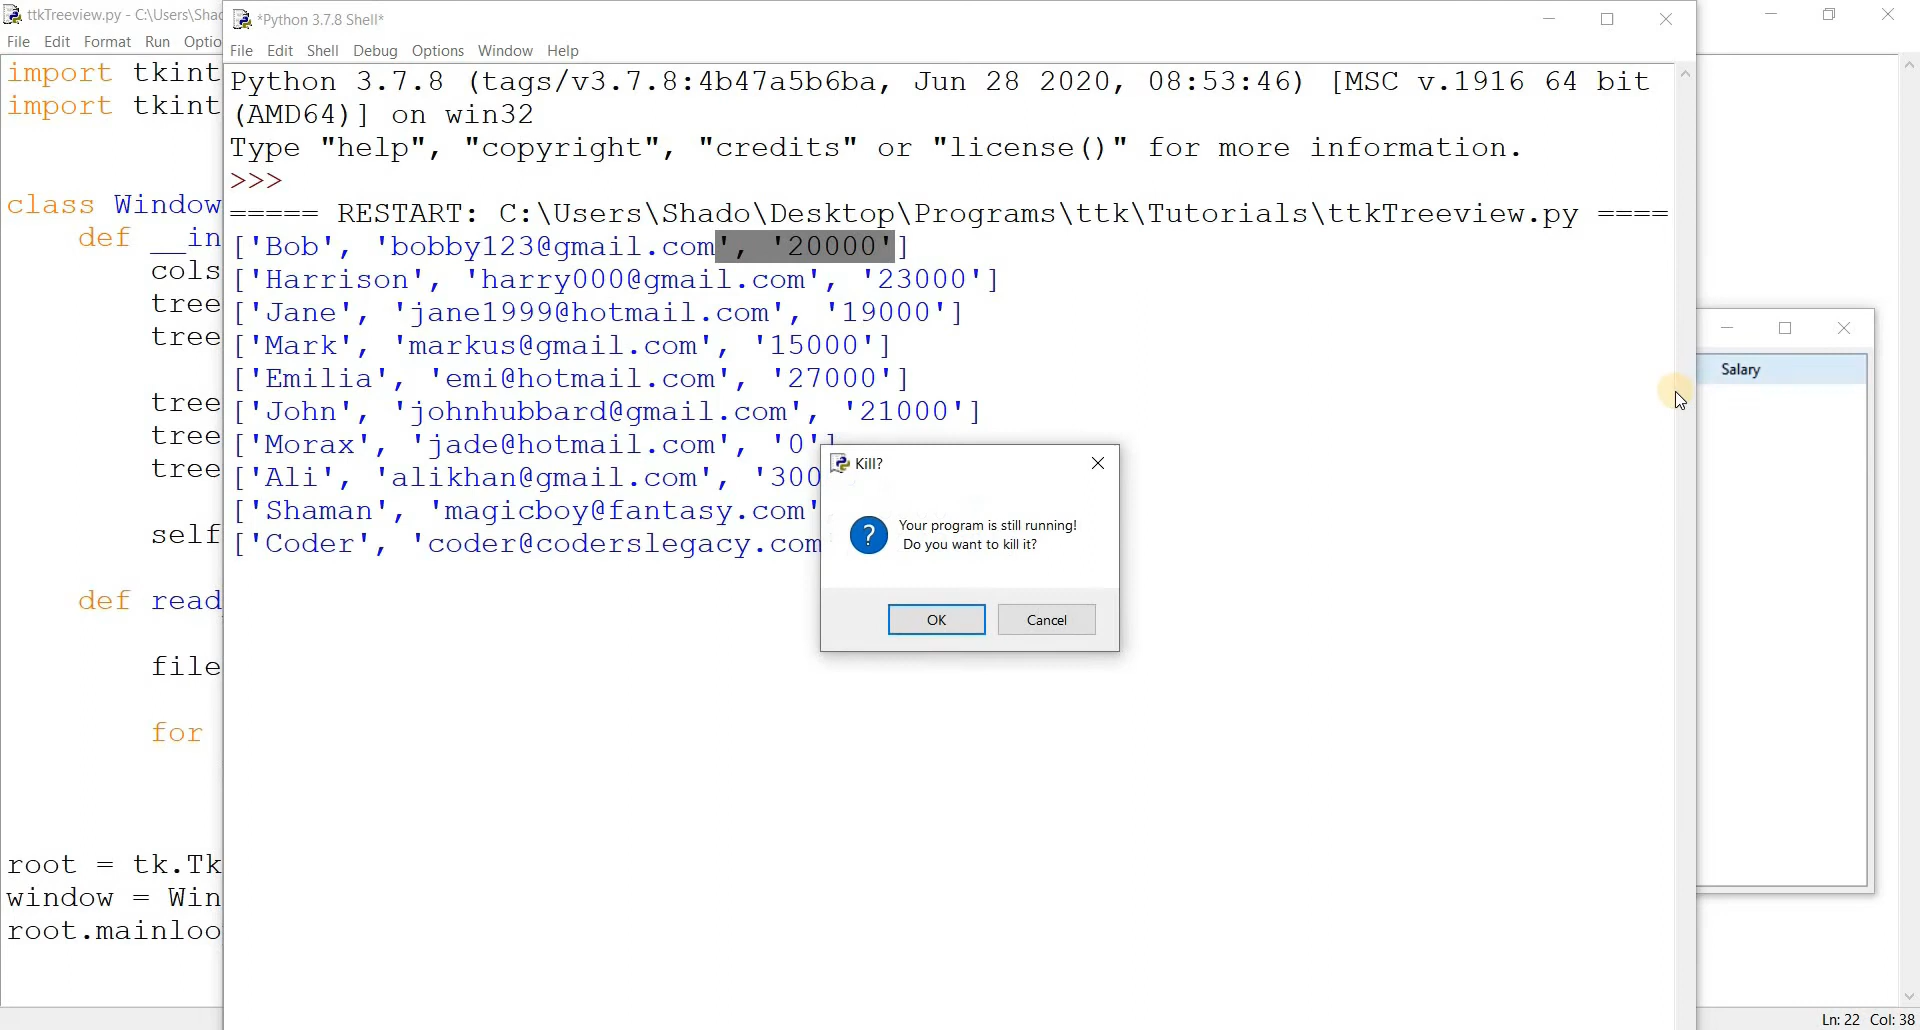 ttkTreeview.py - C:\Users\Shad
File Edit Format Run Optio
import tkint
import tkint
class Window
def __in
cols
tree
tree
tree
tree
tree
self
def read
file
for
root = tk.Tk
window = Win
root.mainloo
*Python 3.7.8 Shell*
File Edit Shell Debug Options Window Help
Python 3.7.8 (tags/v3.7.8:4b47a5b6ba, Jun 28 2020, 08:53:46) [MSC v.1916 64 bit
(AMD64)] on win32
Type "help", "copyright", "credits" or "license()" for more information.
>>>
===== RESTART: C:\Users\Shado\Desktop\Programs\ttk\Tutorials\ttkTreeview.py ====
['Bob', 'bobby123@gmail.com', '20000']
['Harrison', 'harry000@gmail.com', '23000']
['Jane', 'jane1999@hotmail.com', '19000']
['Mark', 'markus@gmail.com', '15000']
['Emilia', 'emi@hotmail.com', '27000']
['John', 'johnhubbard@gmail.com', '21000']
['Morax', 'jade@hotmail.com', '0']
['Ali', 'alikhan@gmail.com', '300
['Shaman', 'magicboy@fantasy.com'
['Coder', 'coder@coderslegacy.com
Kill?
Your program is still running!
Do you want to kill it?
OK Cancel
Salary
Ln: 22 Col: 38